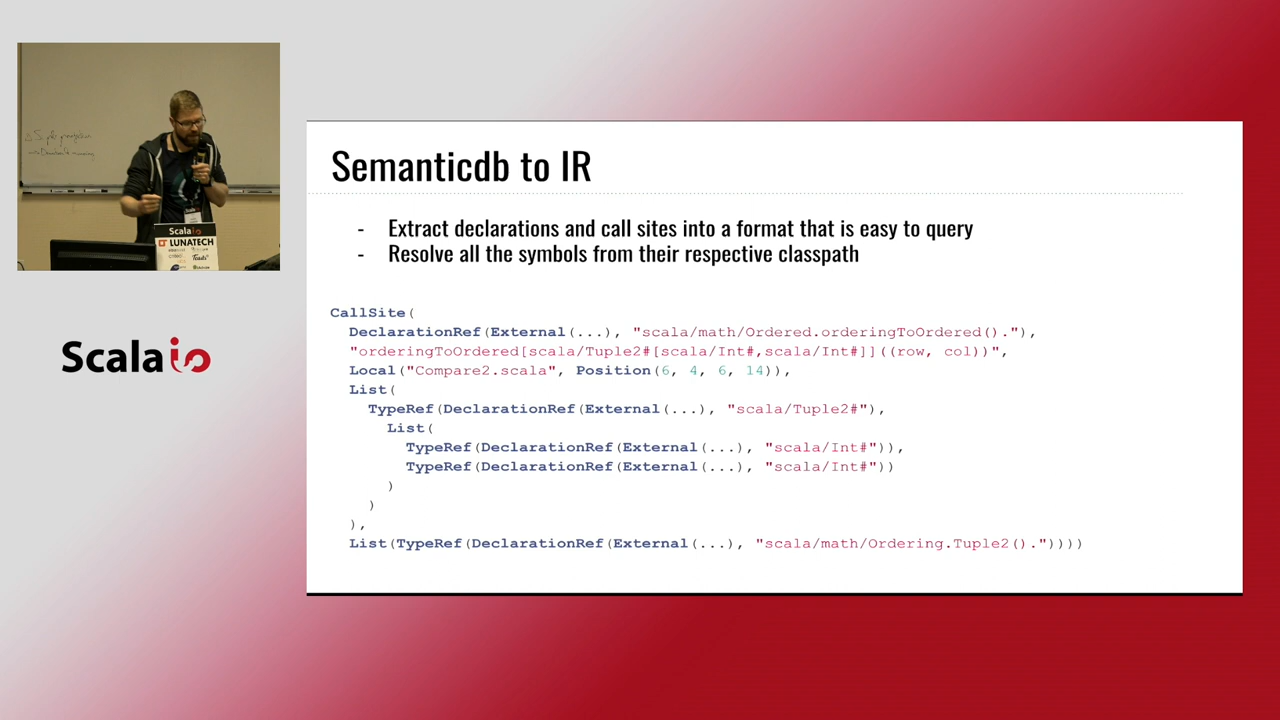 Semanticdb to IR
- Extract declarations and call sites into a format that is easy to query
- Resolve all the symbols from their respective classpath
CallSite(
DeclarationRef(External(...), "scala/math/Ordered.orderingToOrdered()."),
"orderingToOrdered[scala/Tuple2#[scala/Int#,scala/Int#]]((row, col))",
Local("Compare2.scala", Position(6, 4, 6, 14)),
List(
TypeRef(DeclarationRef(External(...), "scala/Tuple2#"),
List(
TypeRef(DeclarationRef(External(...), "scala/Int#")),
TypeRef(DeclarationRef(External(...), "scala/Int#"))
)
)
),
List(TypeRef(DeclarationRef(External(...), "scala/math/Ordering.Tuple2()."))))
Scala
LUNATECH
Scalaio